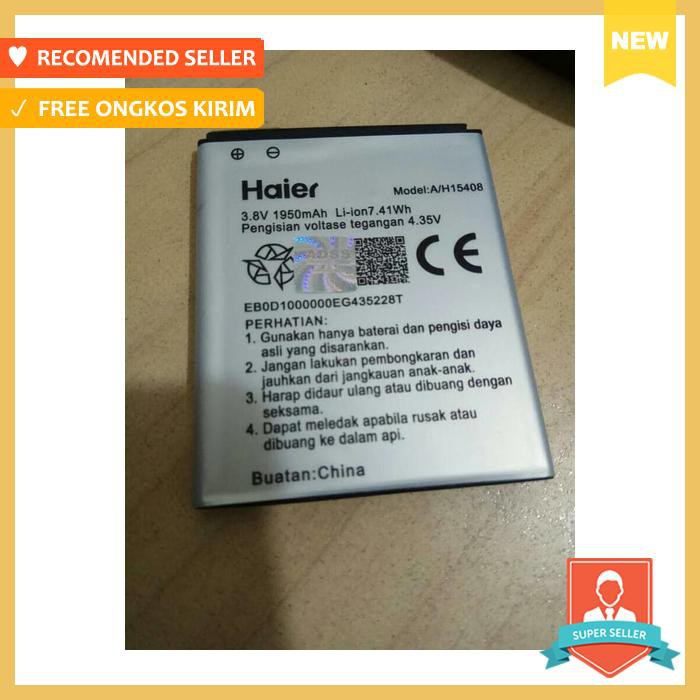 RECOMENDED SELLER
✓ FREE ONGKOS KIRIM
NEW
Haier
Model:A/H15408
3.8V 1950mAh Li-ion7.41Wh
Pengisian voltase tegangan 4.35V
ADSS
CE
EB0D1000000EG435228T
PERHATIAN:
1. Gunakan hanya baterai dan pengisi daya
asli yang disarankan.
2. Jangan lakukan pembongkaran dan
jauhkan dari jangkauan anak-anak.
3. Harap didaur ulang atau dibuang dengan
seksama.
4. Dapat meledak apabila rusak atau
dibuang ke dalam api.
Buatan:China
SUPER SELLER